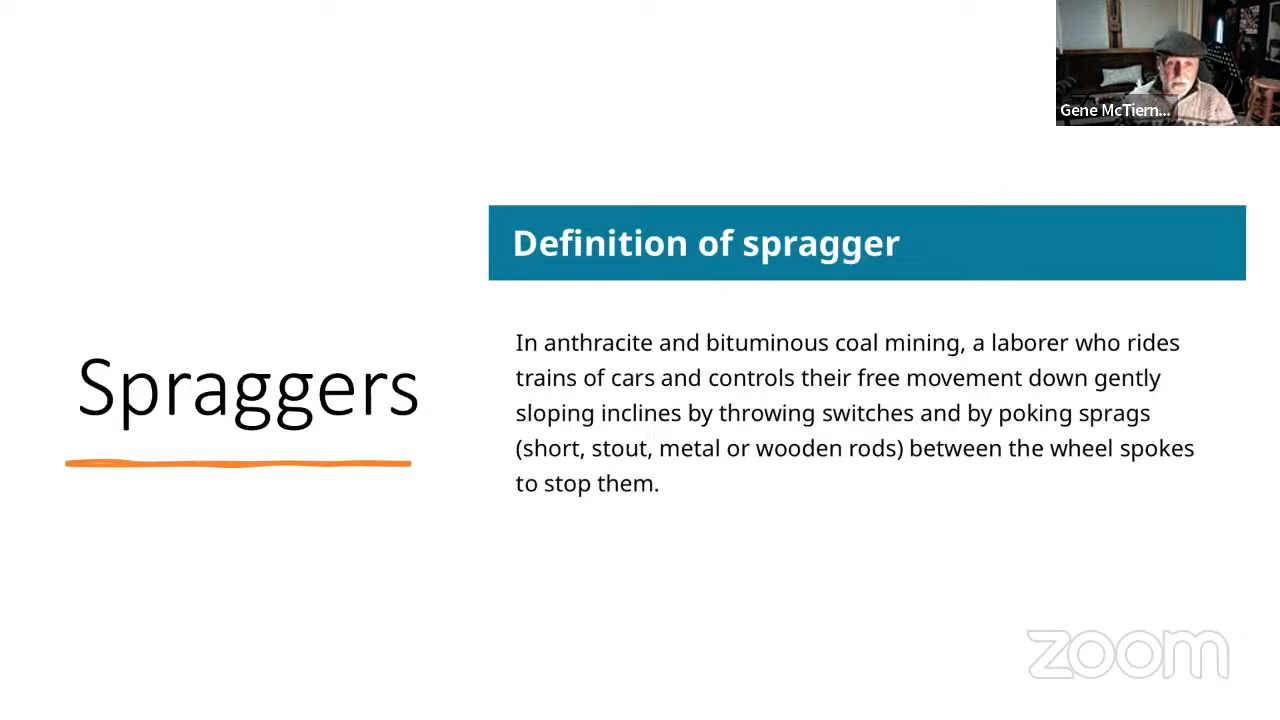 Gene McTiern...
Definition of spragger
Spraggers
In anthracite and bituminous coal mining, a laborer who rides
trains of cars and controls their free movement down gently
sloping inclines by throwing switches and by poking sprags
(short, stout, metal or wooden rods) between the wheel spokes
to stop them.
zoom